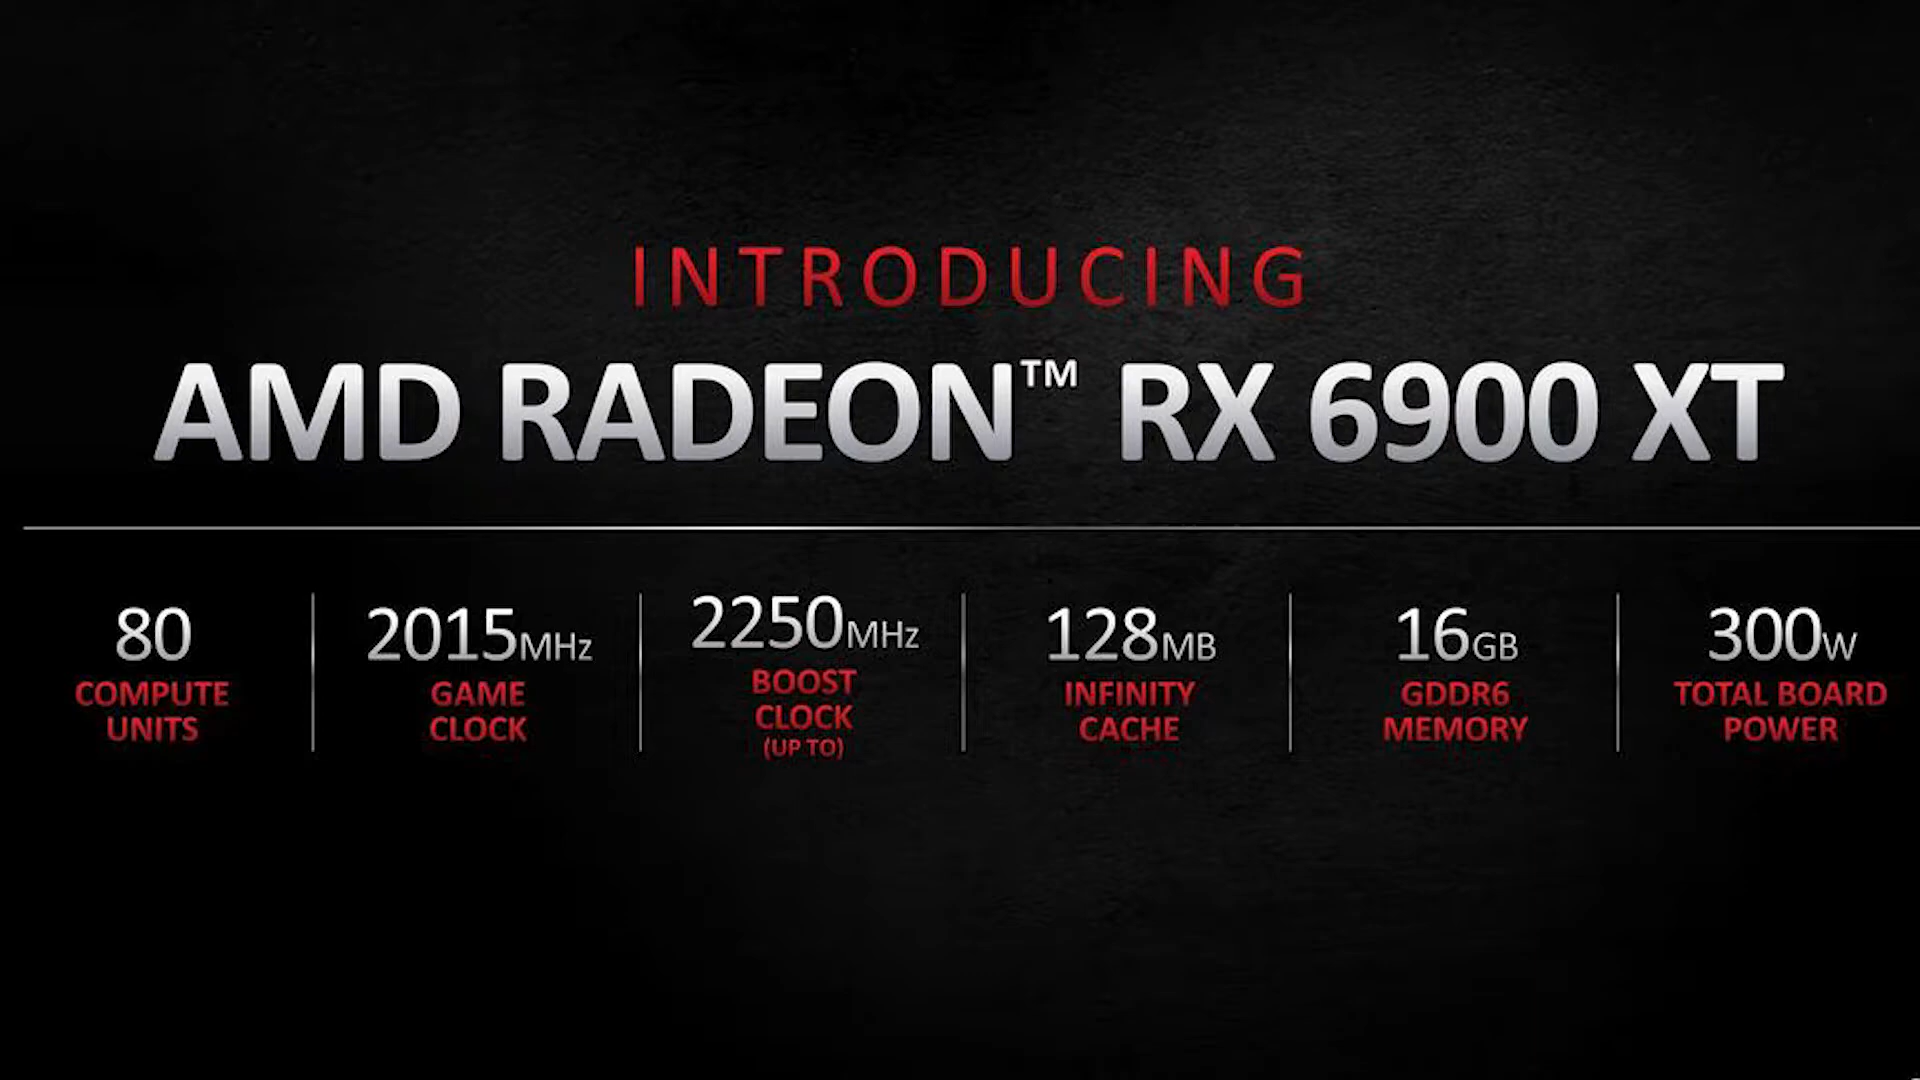 INTRODUCING
AMD RADEON™ RX 6900 XT
80
COMPUTE
UNITS
2015MHz
GAME
CLOCK
2250MHz
BOOST
CLOCK
(UP TO)
128MB
INFINITY
CACHE
16GB
GDDR6
MEMORY
300W
TOTAL BOARD
POWER